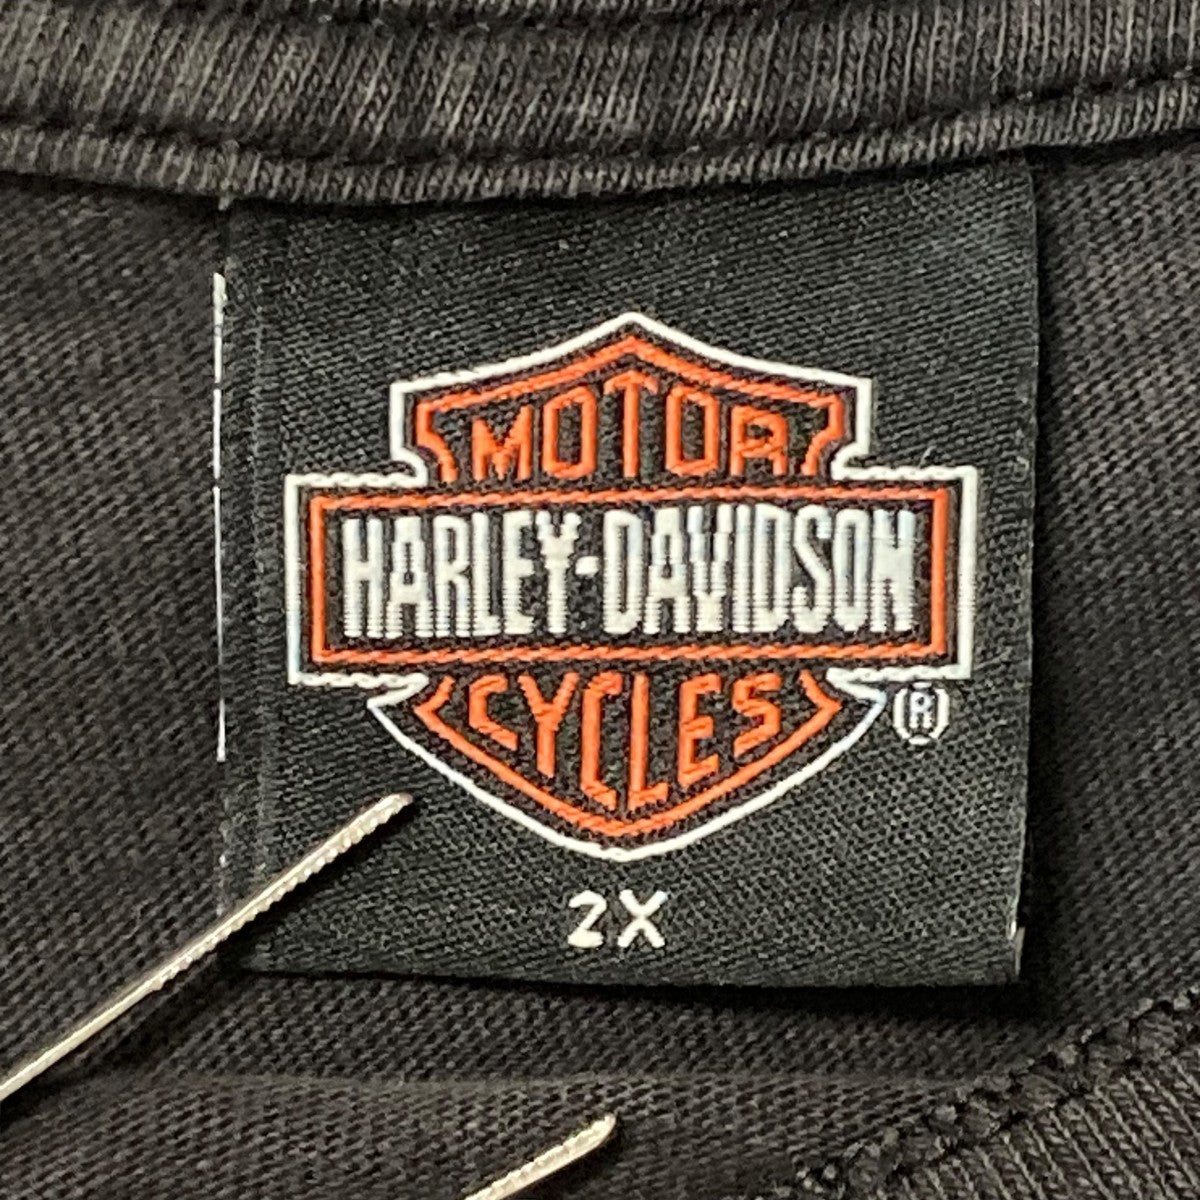 MOTOR
HARLEY-DAVIDSON
CYCLES
®
2X